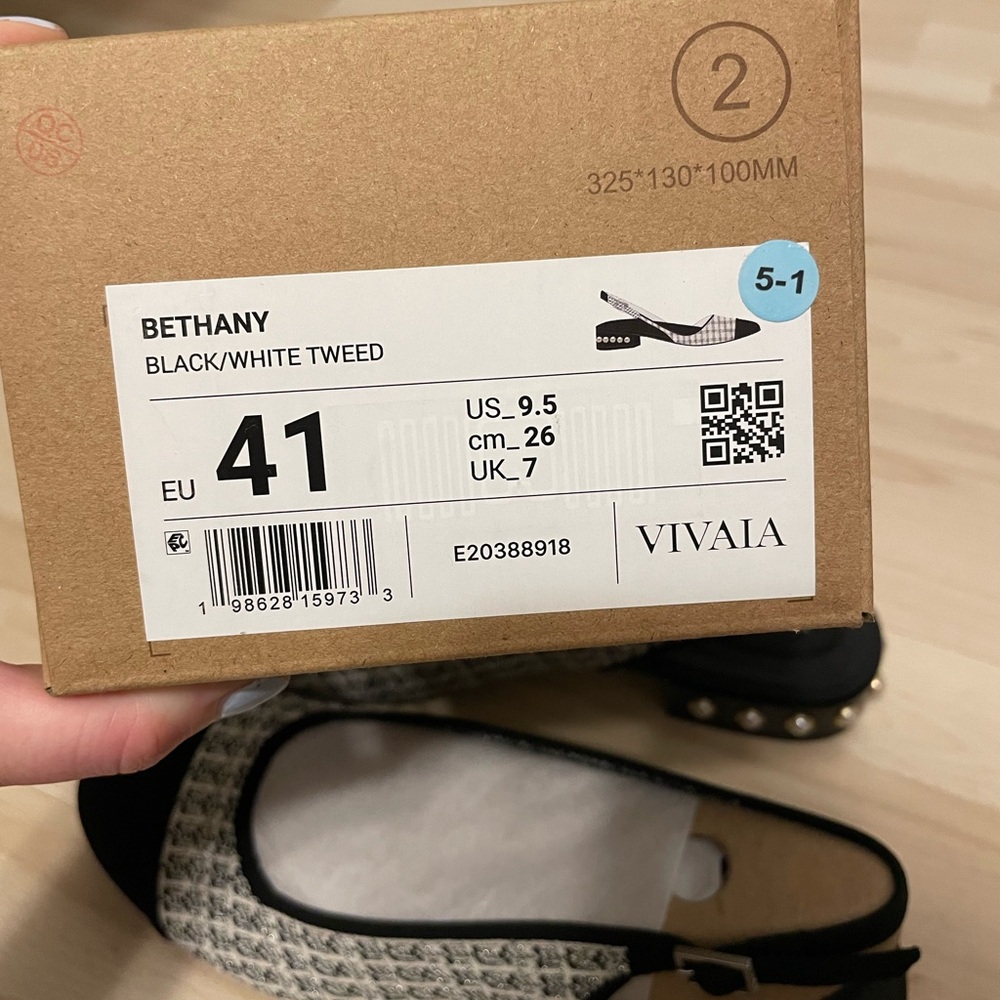 2
325*130*100MM
QC
5-1
BETHANY
BLACK/WHITE TWEED
EU 41
US_9.5
cm_26
UK_7
1 98628 15973 3
E20388918
VIVAIA